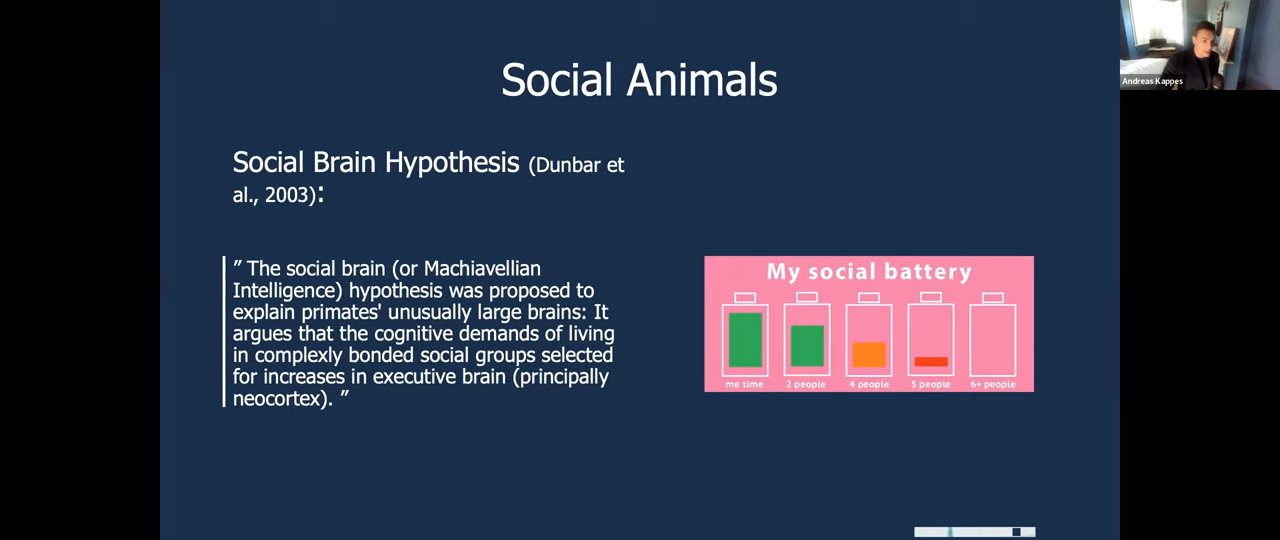 Social Animals
Andreas Kappes
Social Brain Hypothesis (Dunbar et
al., 2003):
” The social brain (or Machiavellian
Intelligence) hypothesis was proposed to
explain primates' unusually large brains: It
argues that the cognitive demands of living
in complexly bonded social groups selected
for increases in executive brain (principally
neocortex). ”
My social battery
me time 2 people 4 people 5 people 6+ people